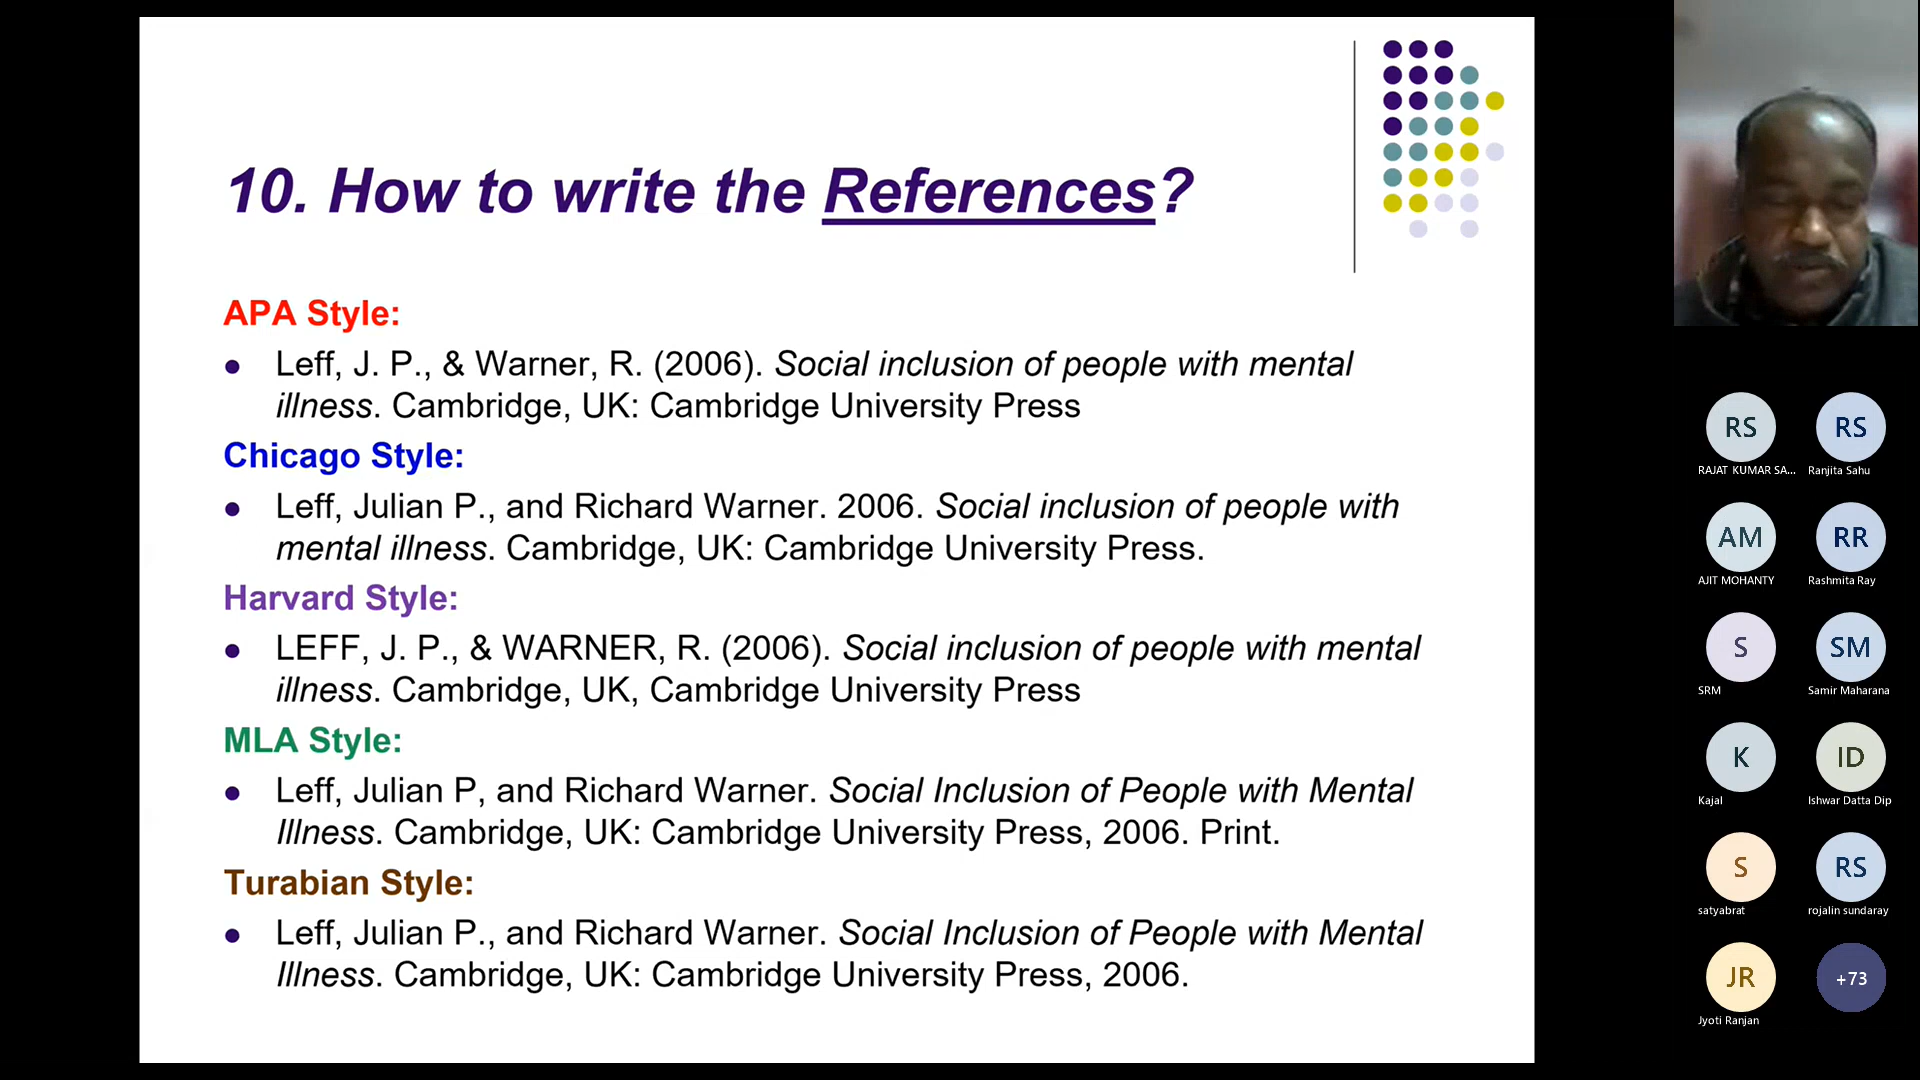 10. How to write the References?
APA Style:
Leff, J. P., & Warner, R. (2006). Social inclusion of people with mental
illness. Cambridge, UK: Cambridge University Press
Chicago Style:
Leff, Julian P., and Richard Warner. 2006. Social inclusion of people with
mental illness. Cambridge, UK: Cambridge University Press.
Harvard Style:
LEFF, J. P., & WARNER, R. (2006). Social inclusion of people with mental
illness. Cambridge, UK, Cambridge University Press
MLA Style:
Leff, Julian P, and Richard Warner. Social Inclusion of People with Mental
Illness. Cambridge, UK: Cambridge University Press, 2006. Print.
Turabian Style:
Leff, Julian P., and Richard Warner. Social Inclusion of People with Mental
Illness. Cambridge, UK: Cambridge University Press, 2006.
RS RS
RAJAT KUMAR SA... Ranjita Sahu
AM RR
AJIT MOHANTY Rashmita Ray
S SM
SRM Samir Maharana
K ID
Kajal Ishwar Datta Dip
S RS
satyabrat rojalin sundaray
JR +73
Jyoti Ranjan